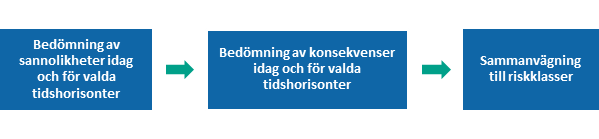 Bedömning av
sannolikheter idag
och för valda
tidshorisonter
Bedömning av konsekvenser
idag och för valda
tidshorisonter
Sammanvägning
till riskklasser